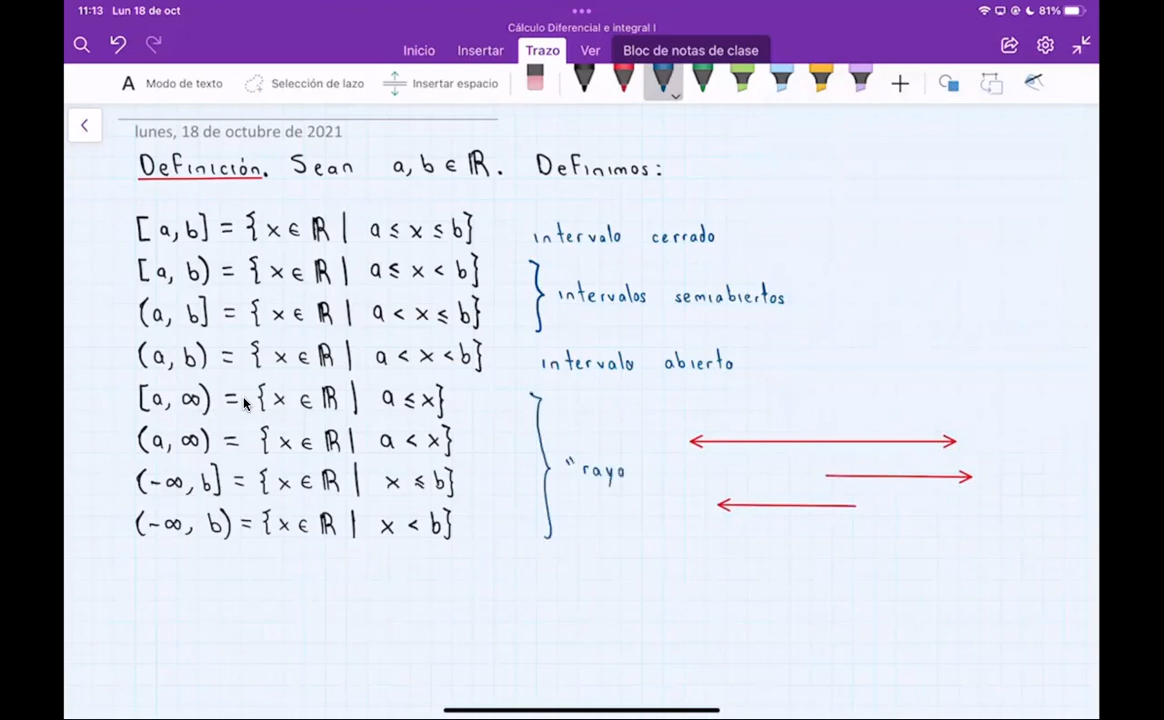 11:13 Lun 18 de oct 81%
Cálculo Diferencial e integral I
Inicio Insertar Trazo Ver Bloc de notas de clase
A Modo de texto Selección de lazo Insertar espacio
lunes, 18 de octubre de 2021
Definición. Sean a, b ∈ ℝ. Definimos:
[a, b] = {x ∈ ℝ | a ≤ x ≤ b} intervalo cerrado
[a, b) = {x ∈ ℝ | a ≤ x < b}
intervalos semiabiertos
(a, b] = {x ∈ ℝ | a < x ≤ b}
(a, b) = {x ∈ ℝ | a < x < b} intervalo abierto
[a, ∞) = {x ∈ ℝ | a ≤ x}
(a, ∞) = {x ∈ ℝ | a < x}
"rayo
(-∞, b] = {x ∈ ℝ | x ≤ b}
(-∞, b) = {x ∈ ℝ | x < b}